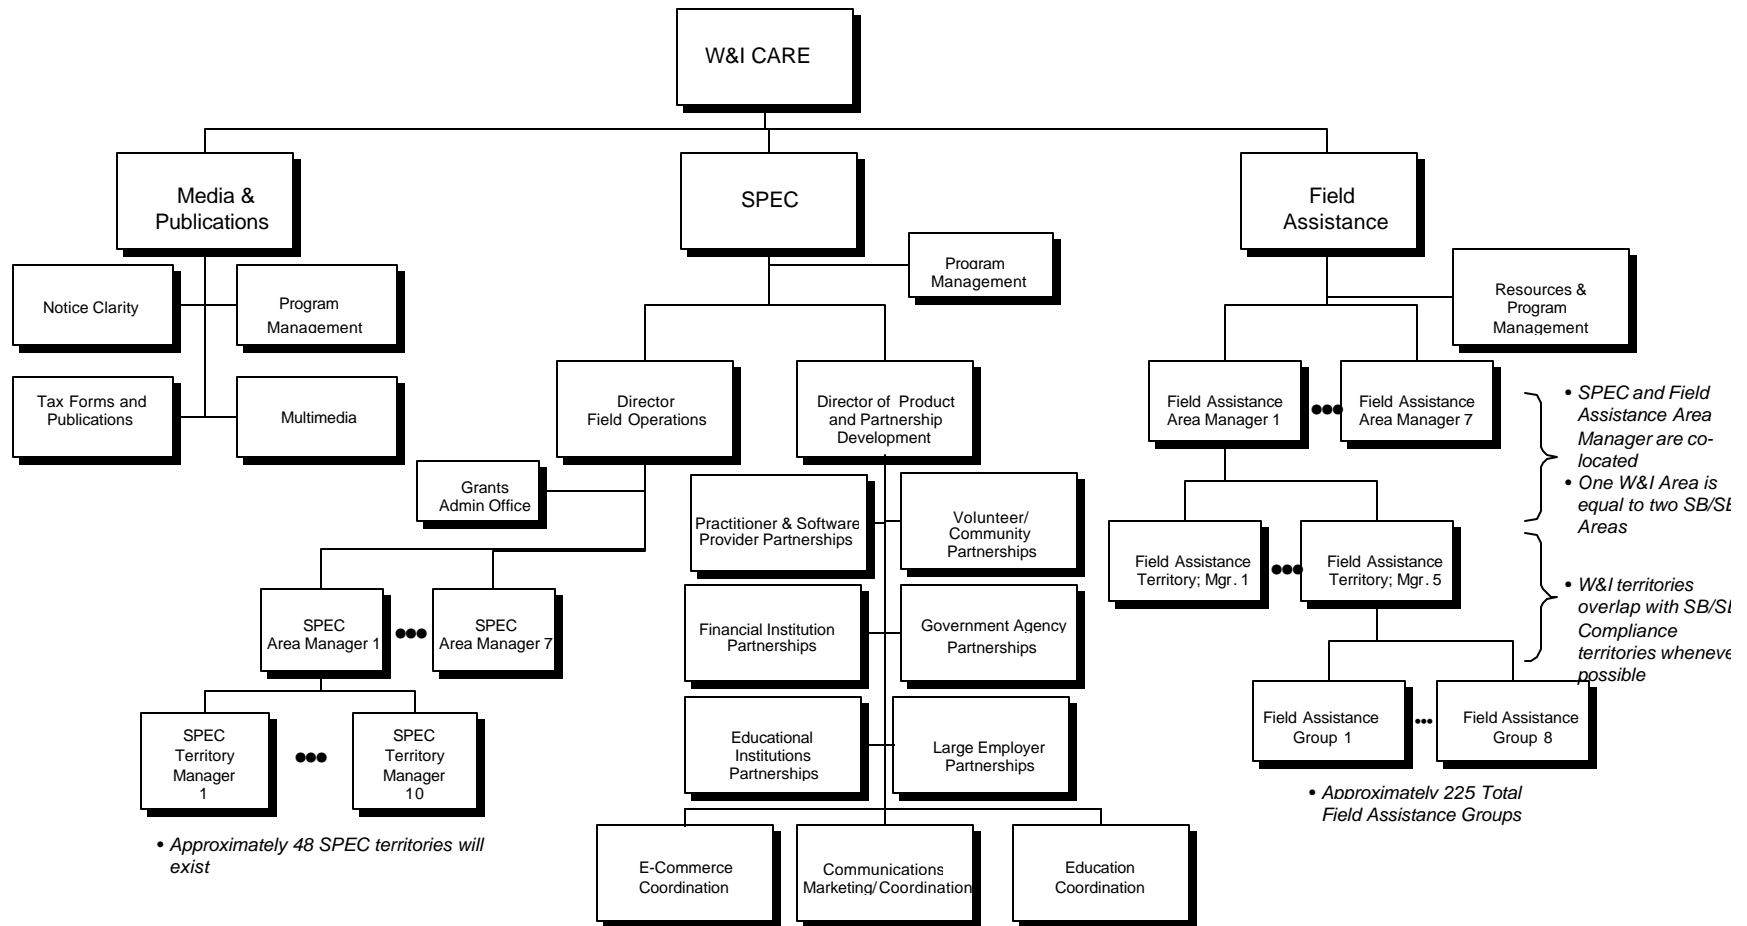 W&I CARE
Media &
Publications
SPEC
Field
Assistance
Notice Clarity
Program
Management
Tax Forms and
Publications
Multimedia
Program
Management
Resources &
Program
Management
Director
Field Operations
Director of Product
and Partnership
Development
Grants
Admin Office
SPEC
Area Manager 1
•••
SPEC
Area Manager 7
SPEC
Territory
Manager
1
•••
SPEC
Territory
Manager
10
• Approximately 48 SPEC territories will
exist
Practitioner & Software
Provider Partnerships
Volunteer/
Community
Partnerships
Financial Institution
Partnerships
Government Agency
Partnerships
Educational
Institutions
Partnerships
Large Employer
Partnerships
E-Commerce
Coordination
Communications
Marketing/Coordination
Education
Coordination
Field Assistance
Area Manager 1
•••
Field Assistance
Area Manager 7
Field Assistance
Territory; Mgr. 1
•••
Field Assistance
Territory; Mgr. 5
Field Assistance
Group 1
•••
Field Assistance
Group 8
• Approximately 225 Total
Field Assistance Groups
• SPEC and Field
Assistance Area
Manager are co-
located
• One W&I Area is
equal to two SB/SE
Areas
• W&I territories
overlap with SB/SE
Compliance
territories wheneve
possible